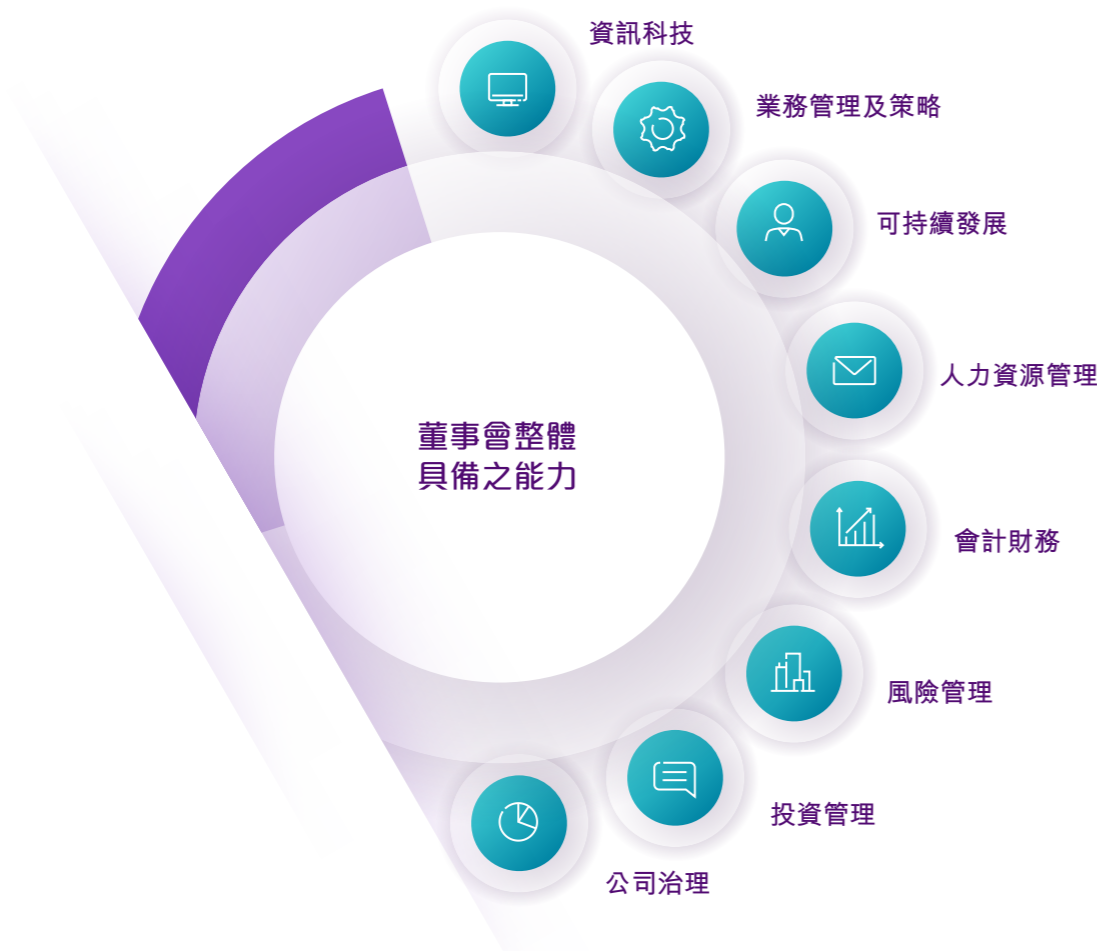 資訊科技
業務管理及策略
可持續發展
人力資源管理
董事會整體
具備之能力
會計財務
風險管理
投資管理
公司治理